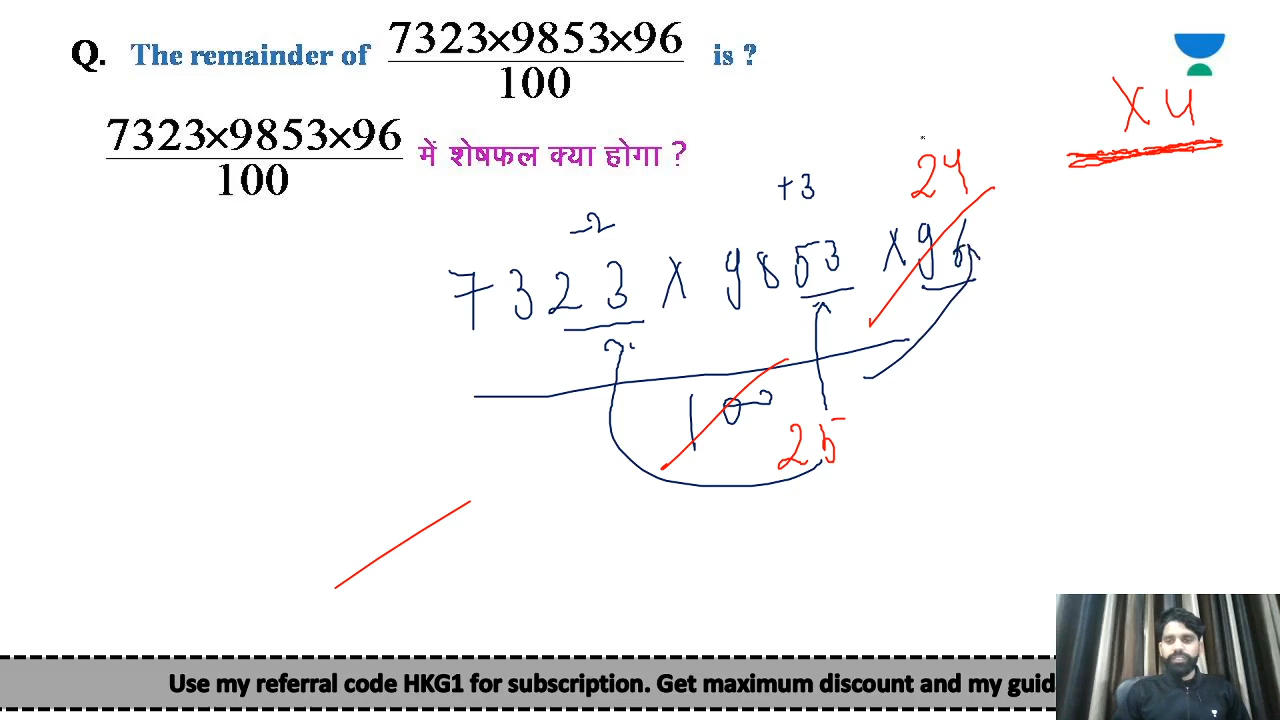 Q. The remainder of 7323×9853×96 is ?
100
7323×9853×96 में शेषफल क्या होगा ?
100
X 4
24
+3
-2
7323 X 9853 X 96
100
25
Use my referral code HKG1 for subscription. Get maximum discount and my guid